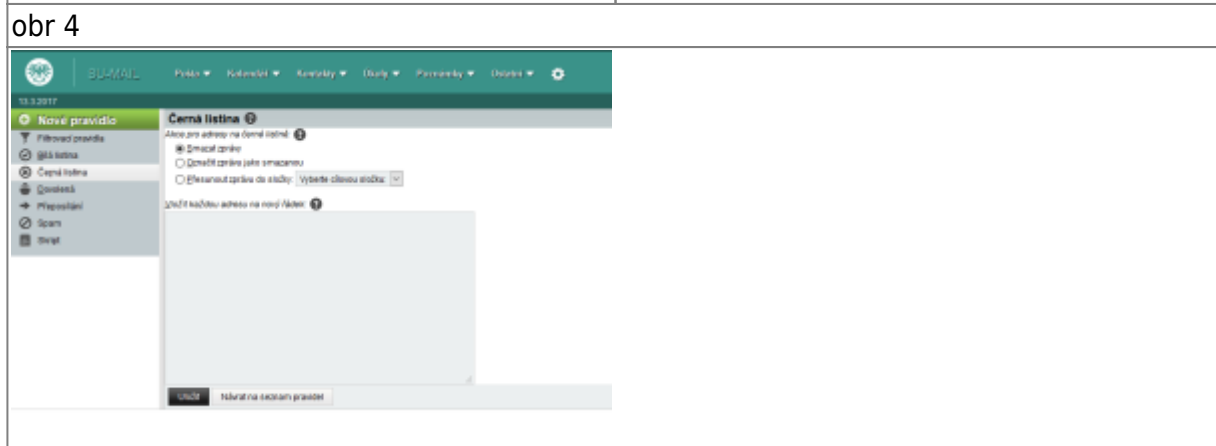 obr 4
SU-MAIL Pošta Kalendář Kontakty Úkoly Poznámky Ostatní
13.3.2017
Nové pravidlo
Filtrovací pravidla
Bílá listina
Černá listina
Dovolená
Přeposílání
Spam
Skript
Černá listina
Akce pro adresy na černé listině:
Smazat zprávu
Označit zprávu jako smazanou
Přesunout zprávu do složky: Vyberte cílovou složku:
Vložit každou adresu na nový řádek:
Uložit Návrat na seznam pravidel